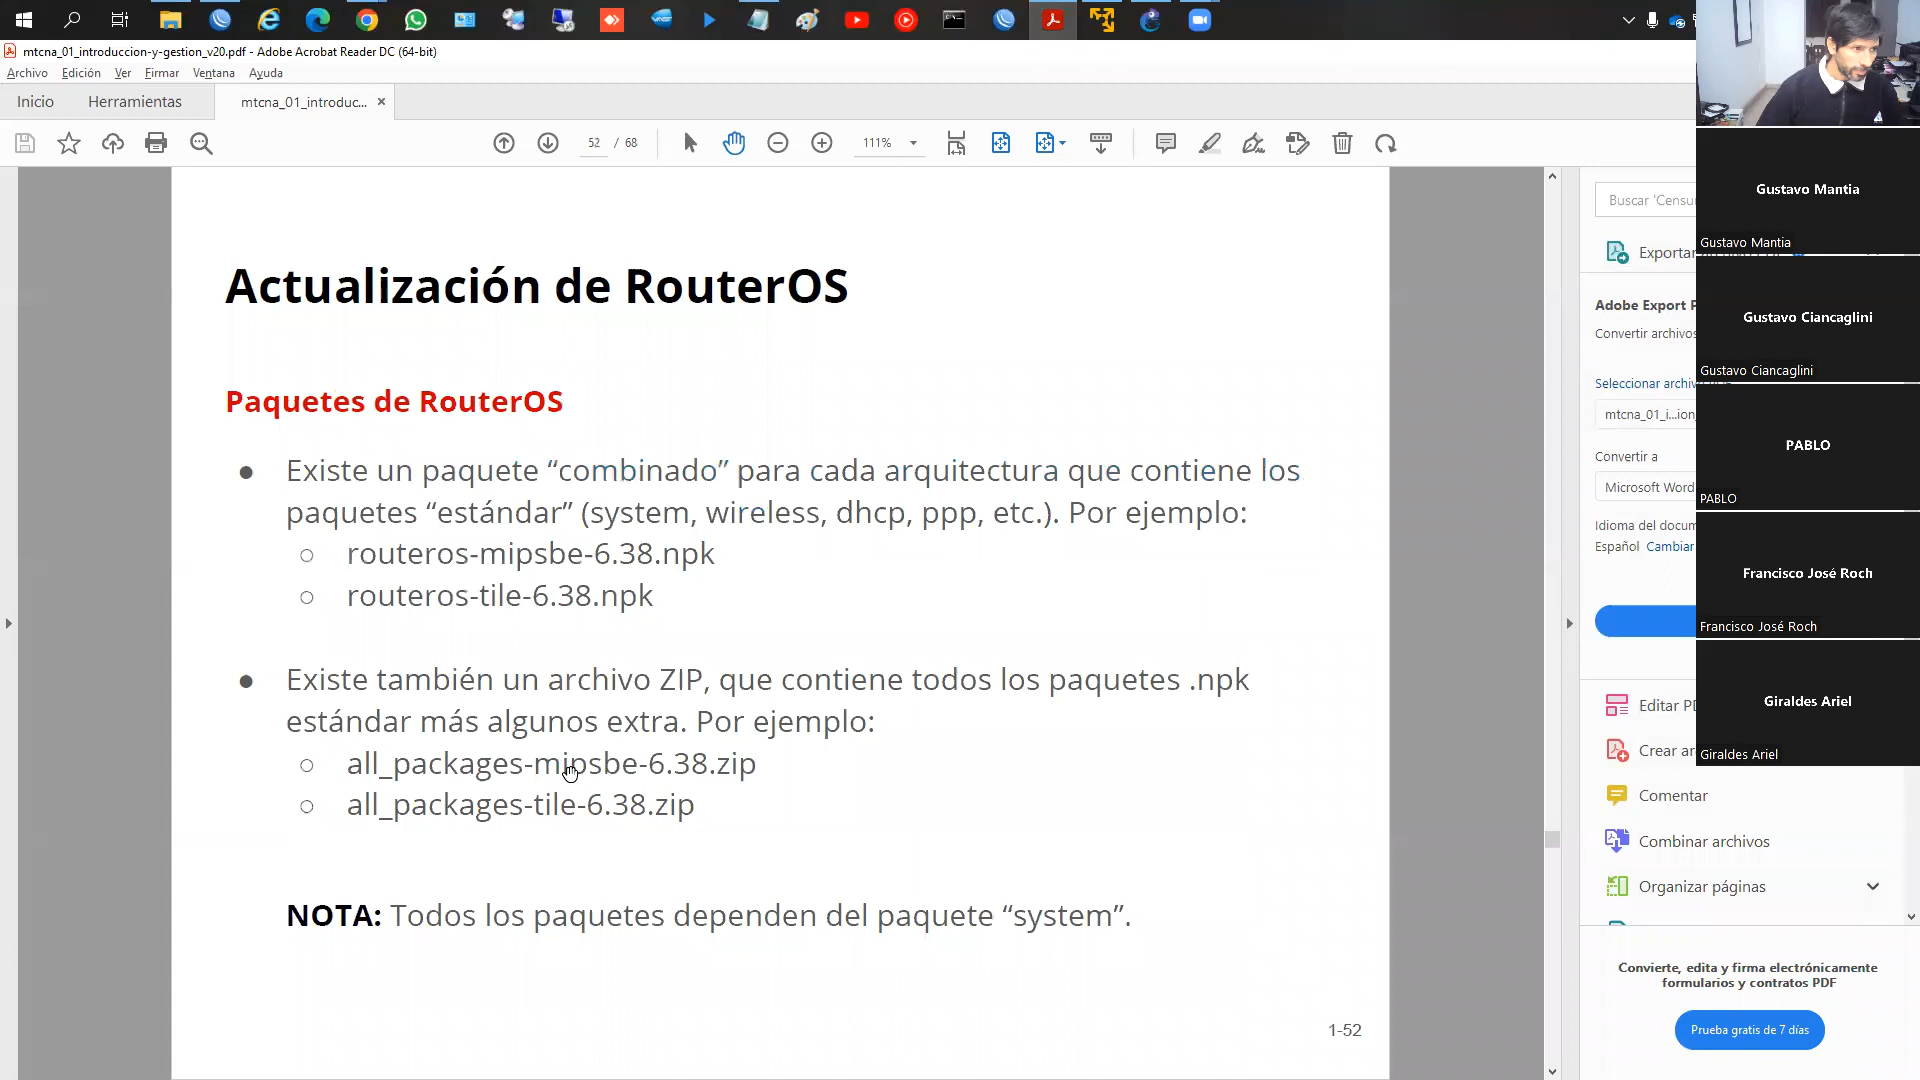 mtcna_01_introduccion-y-gestion_v20.pdf - Adobe Acrobat Reader DC (64-bit)
Archivo Edición Ver Firmar Ventana Ayuda
Inicio Herramientas mtcna_01_introduc... ×
52 / 68 111%
Actualización de RouterOS
Paquetes de RouterOS
● Existe un paquete “combinado” para cada arquitectura que contiene los
paquetes “estándar” (system, wireless, dhcp, ppp, etc.). Por ejemplo:
○ routeros-mipsbe-6.38.npk
○ routeros-tile-6.38.npk
● Existe también un archivo ZIP, que contiene todos los paquetes .npk
estándar más algunos extra. Por ejemplo:
○ all_packages-mipsbe-6.38.zip
○ all_packages-tile-6.38.zip
NOTA: Todos los paquetes dependen del paquete “system”.
1-52
Buscar 'Censu
Exportar
Adobe Export P
Convertir archivos
Seleccionar archiv
mtcna_01_i...ion_
Convertir a
Microsoft Word
Idioma del docum
Español Cambiar
Editar PD
Crear ar
Comentar
Combinar archivos
Organizar páginas
Convierte, edita y firma electrónicamente
formularios y contratos PDF
Prueba gratis de 7 días
Gustavo Mantia
Gustavo Mantia
Gustavo Ciancaglini
Gustavo Ciancaglini
PABLO
PABLO
Francisco José Roch
Francisco José Roch
Giraldes Ariel
Giraldes Ariel